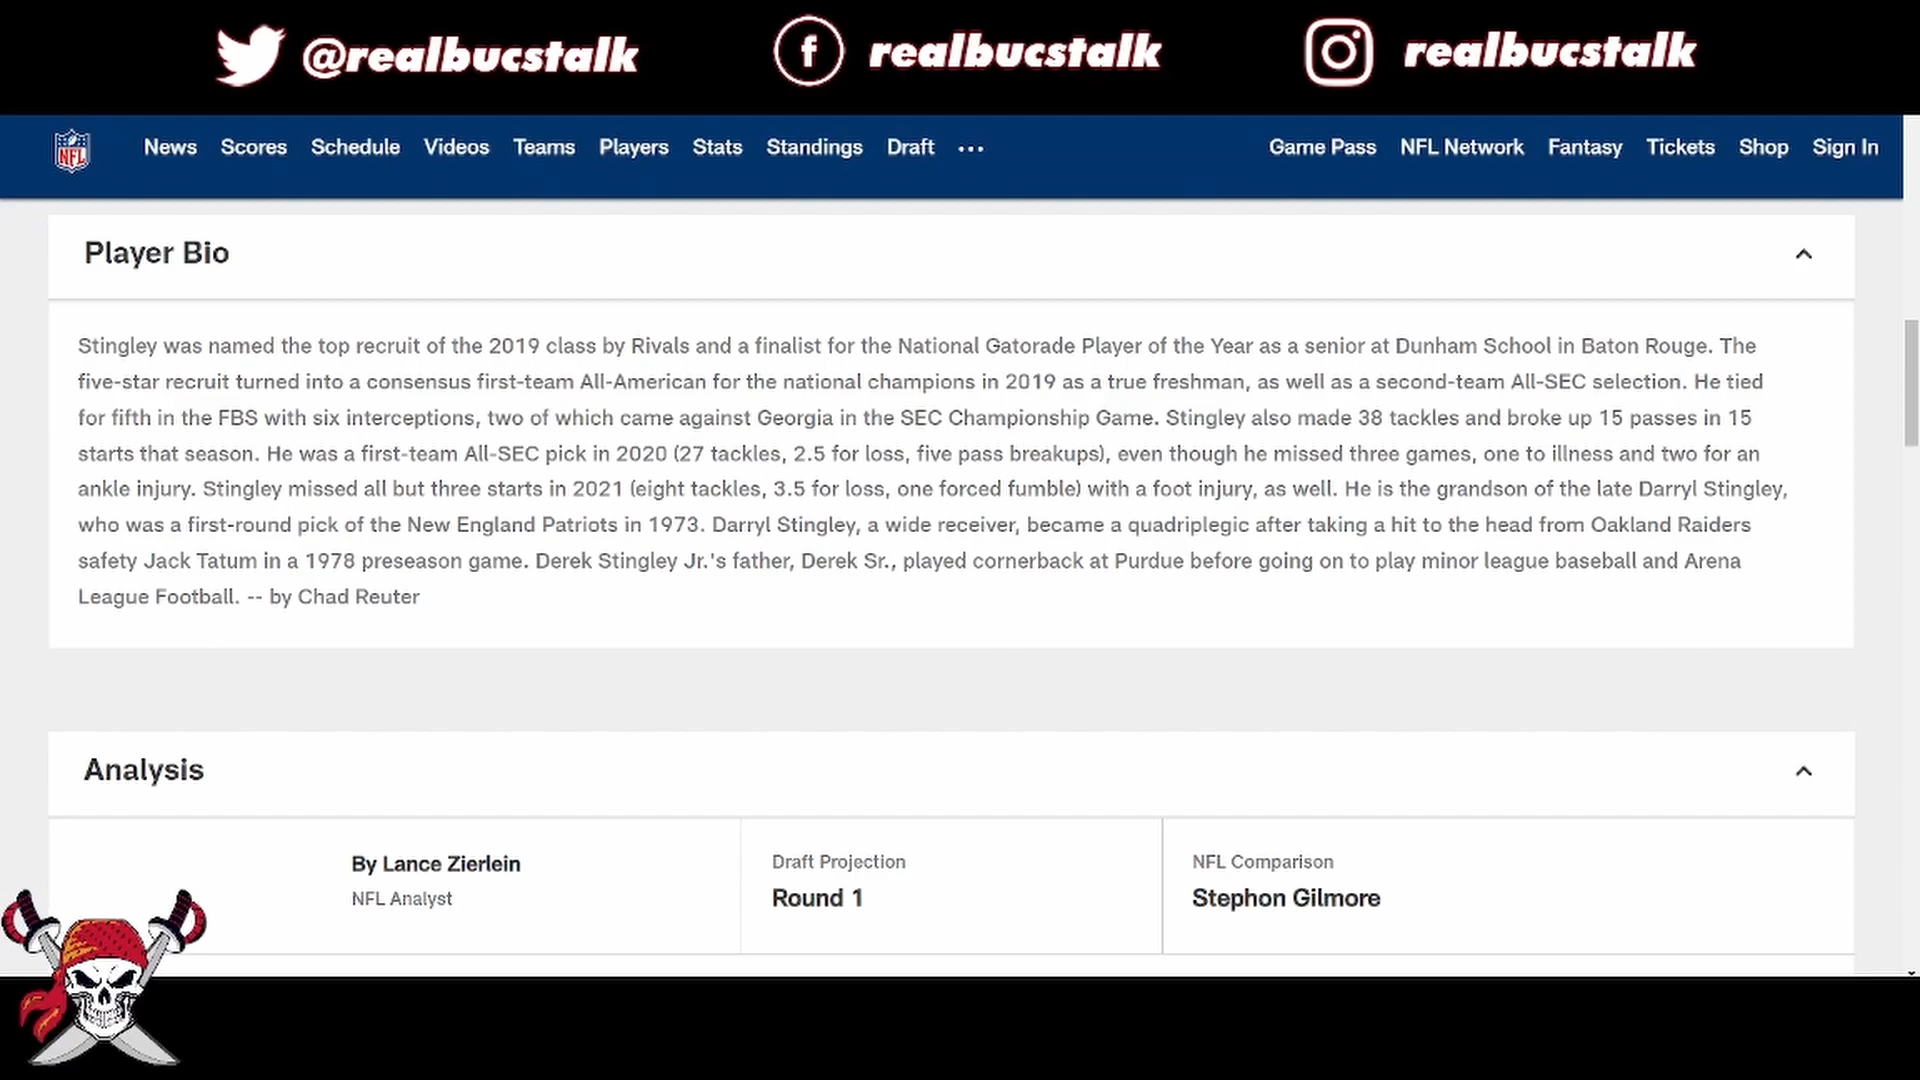 @realbucstalk realbucstalk realbucstalk
NFL News Scores Schedule Videos Teams Players Stats Standings Draft ... Game Pass NFL Network Fantasy Tickets Shop Sign In
Player Bio
Stingley was named the top recruit of the 2019 class by Rivals and a finalist for the National Gatorade Player of the Year as a senior at Dunham School in Baton Rouge. The
five-star recruit turned into a consensus first-team All-American for the national champions in 2019 as a true freshman, as well as a second-team All-SEC selection. He tied
for fifth in the FBS with six interceptions, two of which came against Georgia in the SEC Championship Game. Stingley also made 38 tackles and broke up 15 passes in 15
starts that season. He was a first-team All-SEC pick in 2020 (27 tackles, 2.5 for loss, five pass breakups), even though he missed three games, one to illness and two for an
ankle injury. Stingley missed all but three starts in 2021 (eight tackles, 3.5 for loss, one forced fumble) with a foot injury, as well. He is the grandson of the late Darryl Stingley,
who was a first-round pick of the New England Patriots in 1973. Darryl Stingley, a wide receiver, became a quadriplegic after taking a hit to the head from Oakland Raiders
safety Jack Tatum in a 1978 preseason game. Derek Stingley Jr.'s father, Derek Sr., played cornerback at Purdue before going on to play minor league baseball and Arena
League Football. -- by Chad Reuter
Analysis
By Lance Zierlein
NFL Analyst
Draft Projection
Round 1
NFL Comparison
Stephon Gilmore